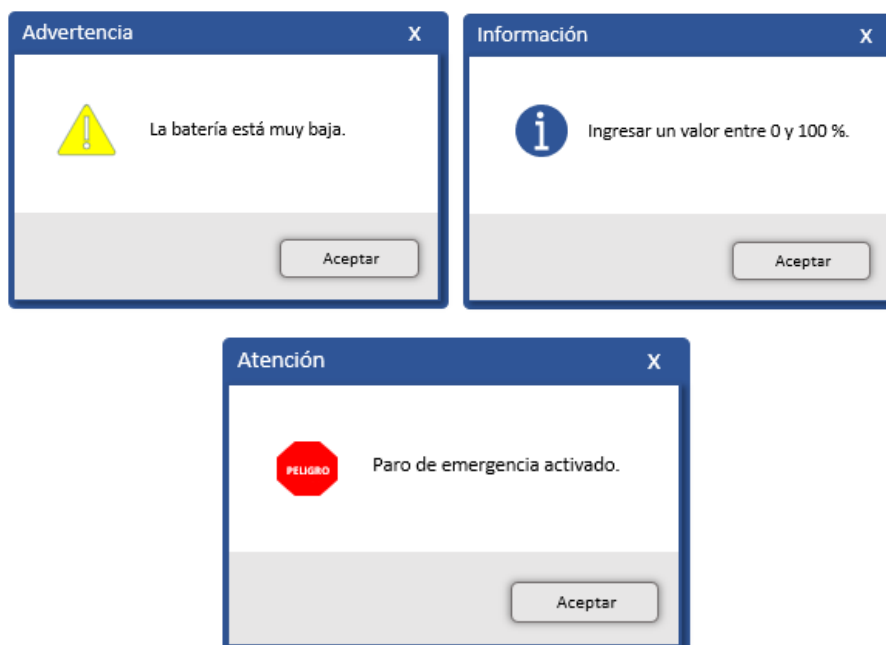 Advertencia X
La batería está muy baja.
Aceptar
Información X
Ingresar un valor entre 0 y 100 %.
Aceptar
Atención X
PELIGRO
Paro de emergencia activado.
Aceptar